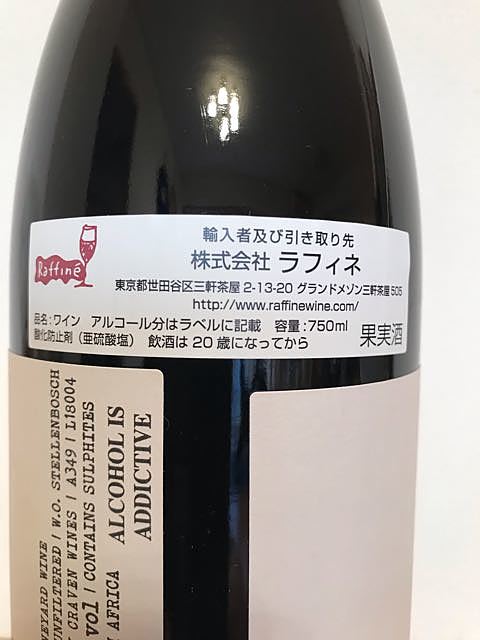 Raffiné
輸入者及び引き取り先
株式会社 ラフィネ
東京都世田谷区三軒茶屋 2-13-20 グランドメゾン三軒茶屋 505
http://www.raffinewine.com/
品名:ワイン アルコール分はラベルに記載 容量:750ml
酸化防止剤(亜硫酸塩) 飲酒は20歳になってから
果実酒
WINE
UNFILTERED | W.O. STELLENBOSCH
CRAVEN WINES | A349 | L18004
vol | CONTAINS SULPHITES
AFRICA
ALCOHOL IS
ADDICTIVE